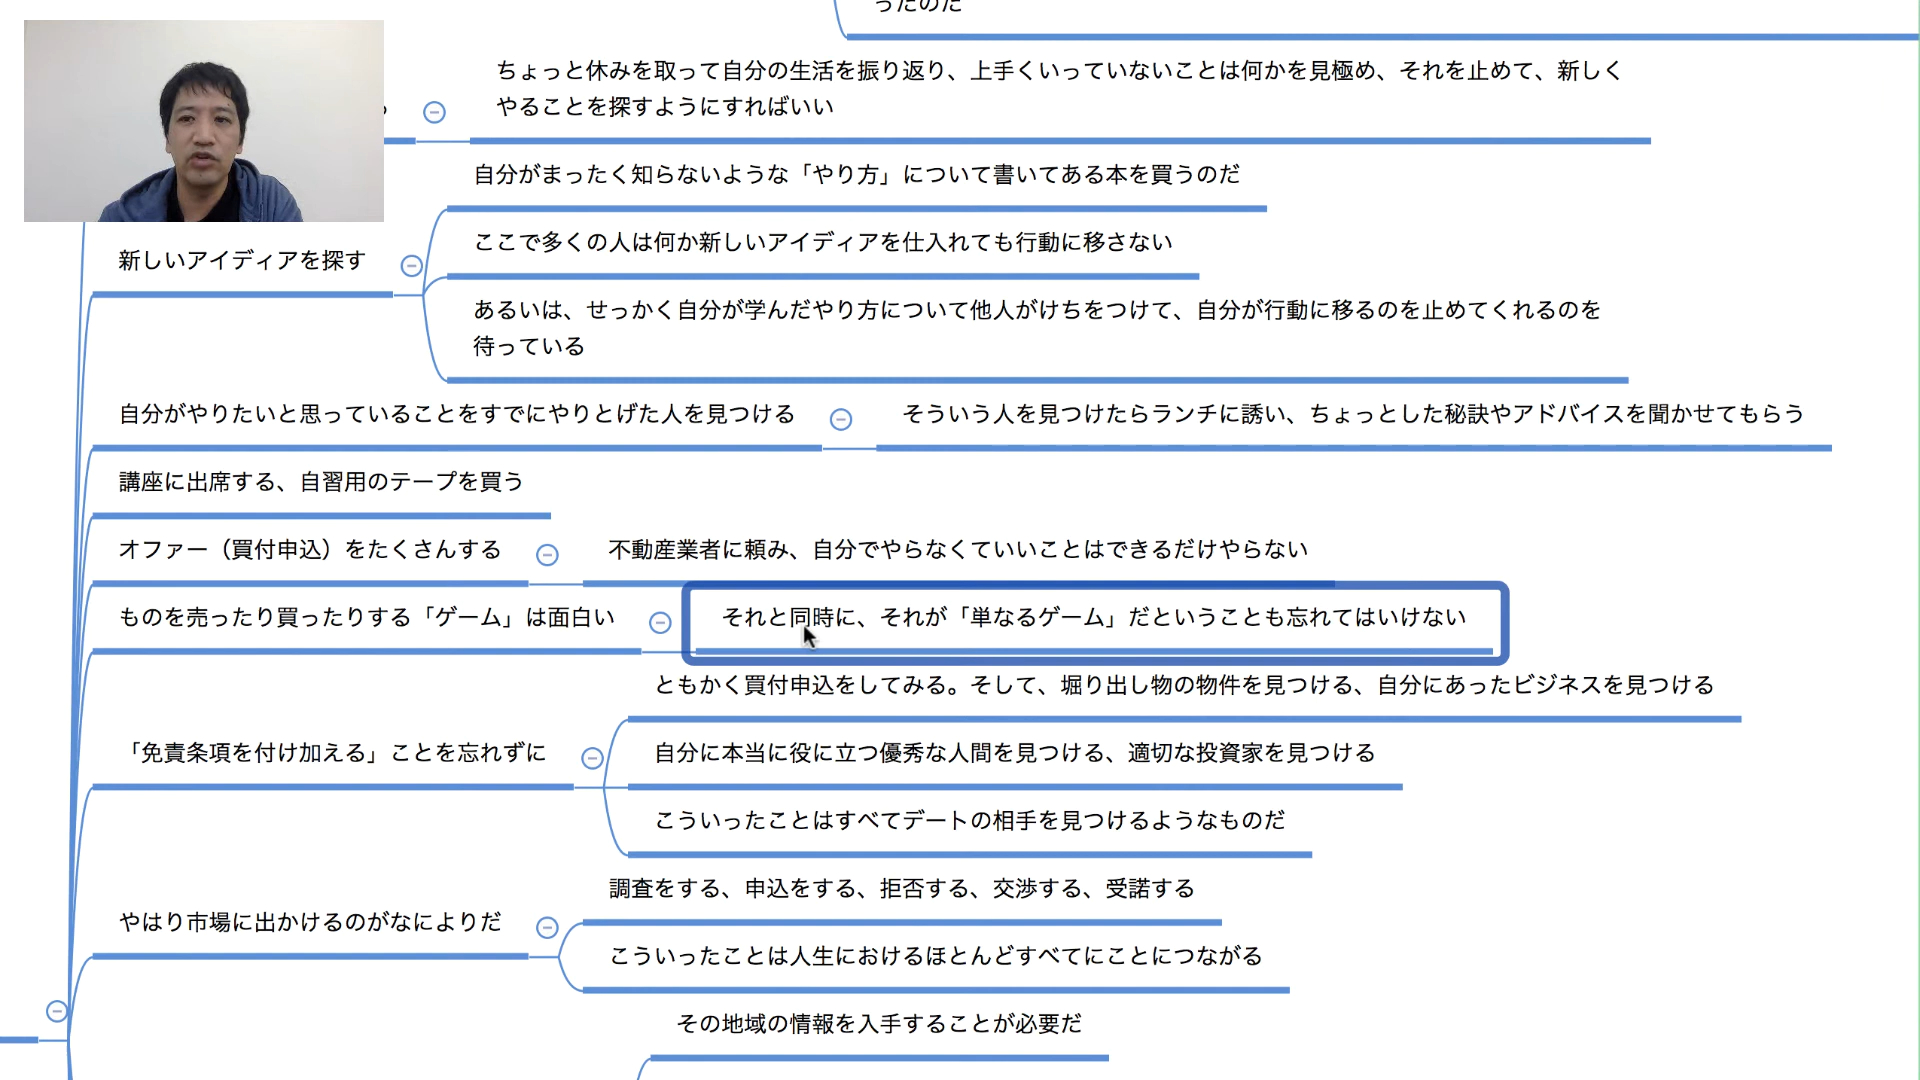 ったのだ
ちょっと休みを取って自分の生活を振り返り、上手くいっていないことは何かを見極め、それを止めて、新しく
やることを探すようにすればいい
自分がまったく知らないような「やり方」について書いてある本を買うのだ
新しいアイディアを探す
ここで多くの人は何か新しいアイディアを仕入れても行動に移さない
あるいは、せっかく自分が学んだやり方について他人がけちをつけて、自分が行動に移るのを止めてくれるのを
待っている
自分がやりたいと思っていることをすでにやりとげた人を見つける
そういう人を見つけたらランチに誘い、ちょっとした秘訣やアドバイスを聞かせてもらう
講座に出席する、自習用のテープを買う
オファー（買付申込）をたくさんする
不動産業者に頼み、自分でやらなくていいことはできるだけやらない
ものを売ったり買ったりする「ゲーム」は面白い
それと同時に、それが「単なるゲーム」だということも忘れてはいけない
「免責条項を付け加える」ことを忘れずに
ともかく買付申込をしてみる。そして、堀り出し物の物件を見つける、自分にあったビジネスを見つける
自分に本当に役に立つ優秀な人間を見つける、適切な投資家を見つける
こういったことはすべてデートの相手を見つけるようなものだ
やはり市場に出かけるのがなによりだ
調査をする、申込をする、拒否する、交渉する、受諾する
こういったことは人生におけるほとんどすべてにことにつながる
その地域の情報を入手することが必要だ